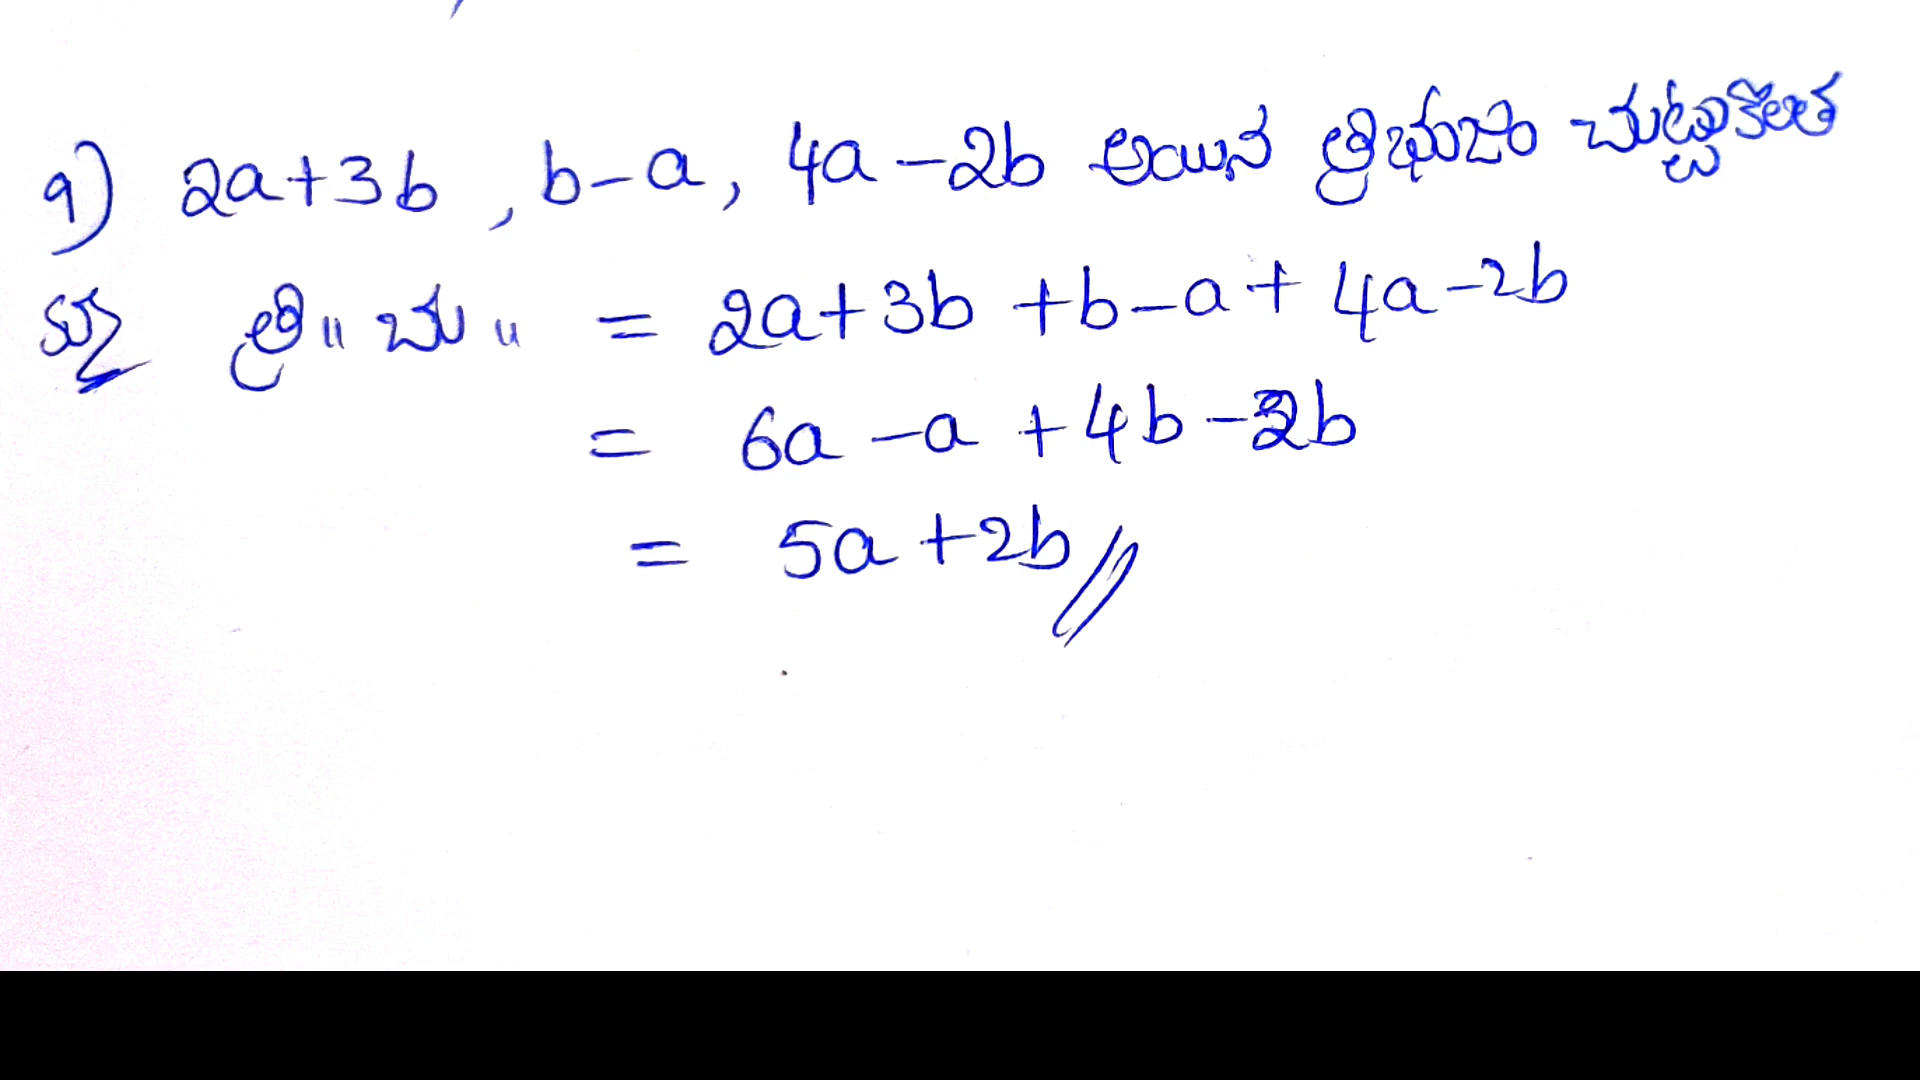 9) 2a+3b, b-a, 4a-2b అయిన త్రిభుజం చుట్టుకొలత
త్రి॥ చు॥ = 2a+3b+b-a+4a-2b
= 6a-a+4b-2b
= 5a+2b//